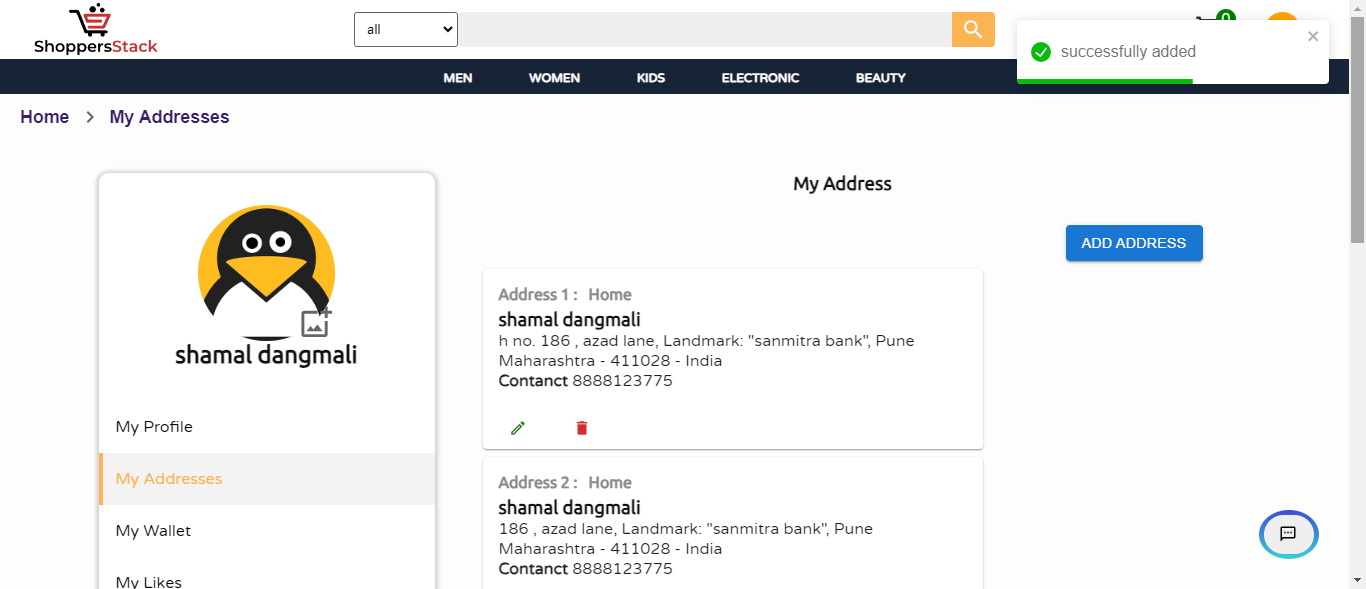 ShoppersStack
all
0
successfully added
MEN WOMEN KIDS ELECTRONIC BEAUTY
Home > My Addresses
My Address
ADD ADDRESS
shamal dangmali
My Profile
My Addresses
My Wallet
My Likes
Address 1 : Home
shamal dangmali
h no. 186 , azad lane, Landmark: "sanmitra bank", Pune
Maharashtra - 411028 - India
Contanct 8888123775
Address 2 : Home
shamal dangmali
186 , azad lane, Landmark: "sanmitra bank", Pune
Maharashtra - 411028 - India
Contanct 8888123775